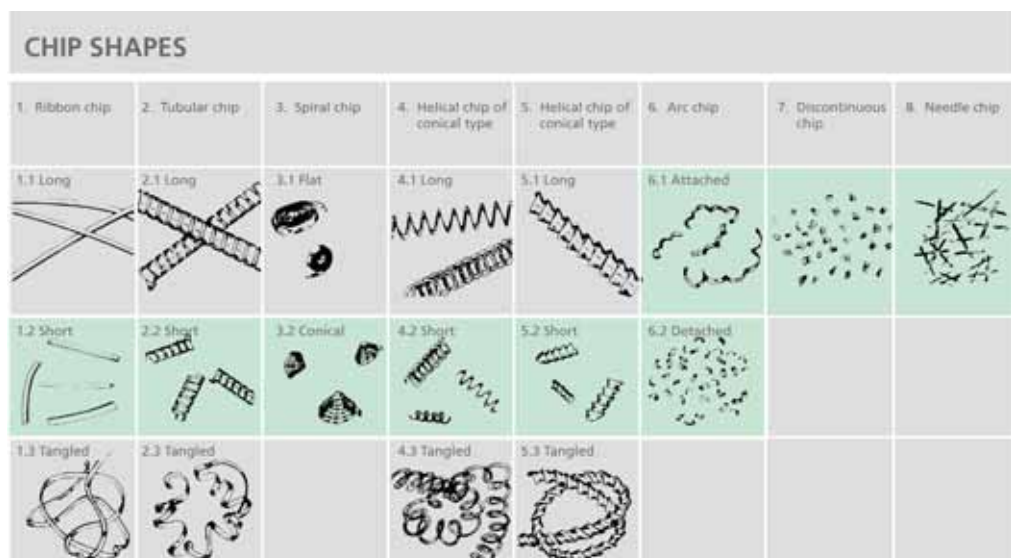 CHIP SHAPES
1. Ribbon chip
2. Tubular chip
3. Spiral chip
4. Helical chip of
conical type
5. Helical chip of
conical type
6. Arc chip
7. Discontinuous
chip
8. Needle chip
1.1 Long
2.1 Long
3.1 Flat
4.1 Long
5.1 Long
6.1 Attached
1.2 Short
2.2 Short
3.2 Conical
4.2 Short
5.2 Short
6.2 Detached
1.3 Tangled
2.3 Tangled
4.3 Tangled
5.3 Tangled